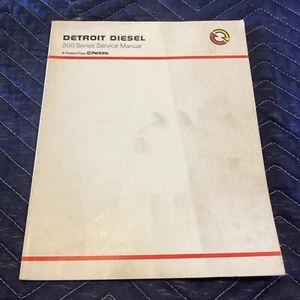 DETROIT DIESEL
200 Series Service Manual
A Product From Perkins